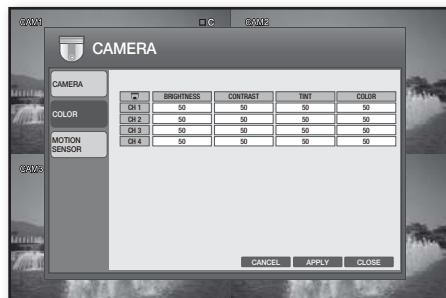 CAM1
C
CAM2
CAMERA
CAMERA
COLOR
MOTION
SENSOR
BRIGHTNESS CONTRAST TINT COLOR
CH 1 50 50 50 50
CH 2 50 50 50 50
CH 3 50 50 50 50
CH 4 50 50 50 50
CAM3
CANCEL APPLY CLOSE